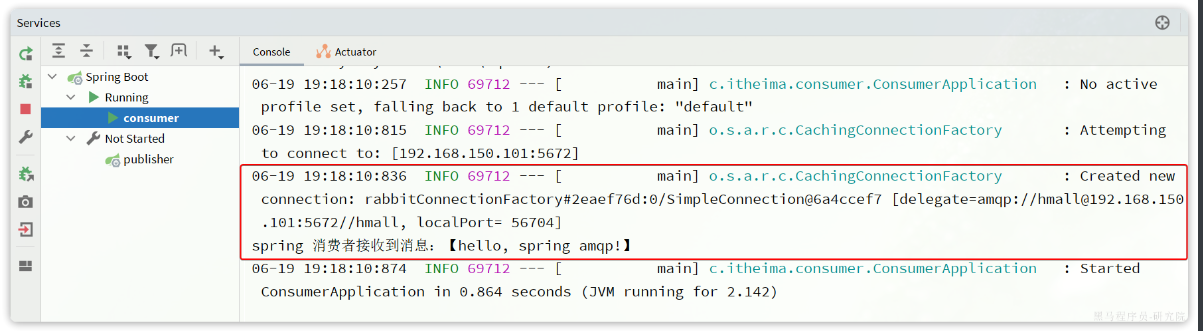 Services
Console
Actuator
Spring Boot
Running
consumer
Not Started
publisher
06-19 19:18:10:257  INFO 69712 --- [           main] c.itheima.consumer.ConsumerApplication   : No active
profile set, falling back to 1 default profile: "default"
06-19 19:18:10:815  INFO 69712 --- [           main] o.s.a.r.c.CachingConnectionFactory       : Attempting
to connect to: [192.168.150.101:5672]
06-19 19:18:10:836  INFO 69712 --- [           main] o.s.a.r.c.CachingConnectionFactory       : Created new
connection: rabbitConnectionFactory#2eaef76d:0/SimpleConnection@6a4ccef7 [delegate=amqp://hmall@192.168.150
.101:5672//hmall, localPort= 56704]
spring 消费者接收到消息：【hello, spring amqp!】
06-19 19:18:10:874  INFO 69712 --- [           main] c.itheima.consumer.ConsumerApplication   : Started
ConsumerApplication in 0.864 seconds (JVM running for 2.142)
黑马程序员-研究院